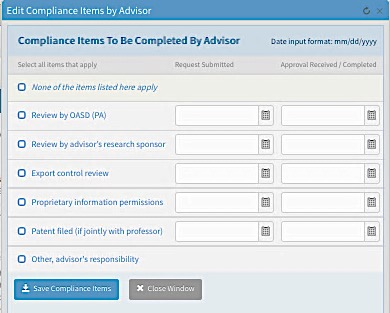 Edit Compliance Items by Advisor
Compliance Items To Be Completed By Advisor Date input format: mm/dd/yyyy
Select all items that apply Request Submitted Approval Received / Completed
None of the items listed here apply
Review by OASD (PA)
Review by advisor's research sponsor
Export control review
Proprietary information permissions
Patent filed (if jointly with professor)
Other, advisor's responsibility
Save Compliance Items Close Window